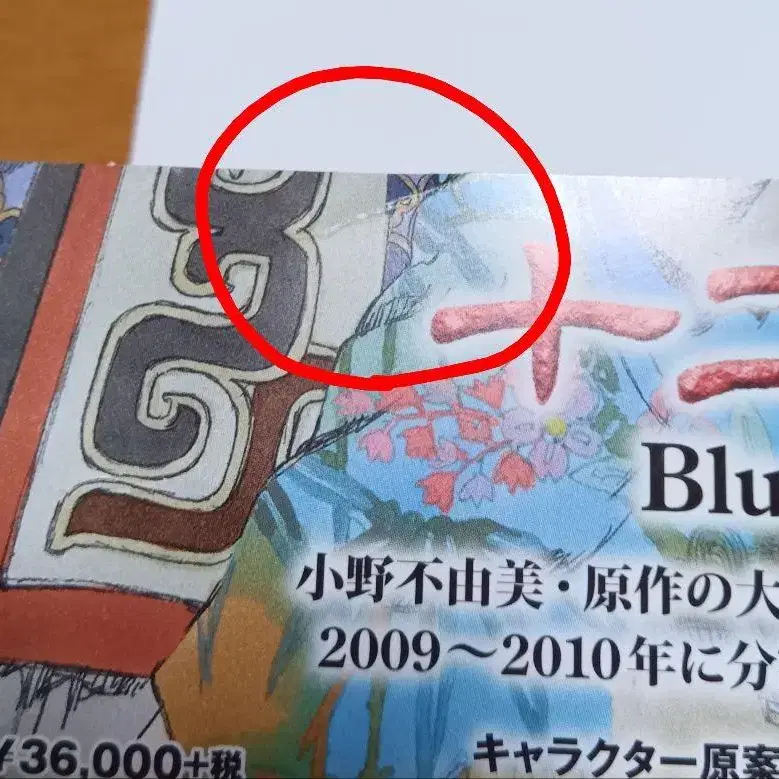 十二
Blu
小野不由美・原作の大
2009〜2010年に分
¥36,000+税
キャラクター原案